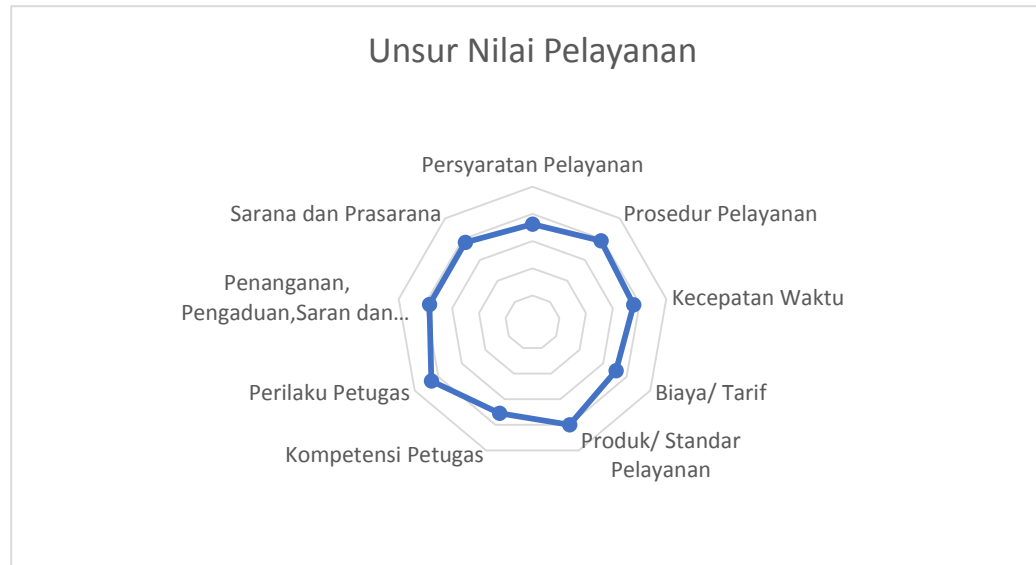 Unsur Nilai Pelayanan
Persyaratan Pelayanan
Prosedur Pelayanan
Kecepatan Waktu
Biaya/ Tarif
Produk/ Standar
Pelayanan
Kompetensi Petugas
Perilaku Petugas
Penanganan,
Pengaduan,Saran dan...
Sarana dan Prasarana